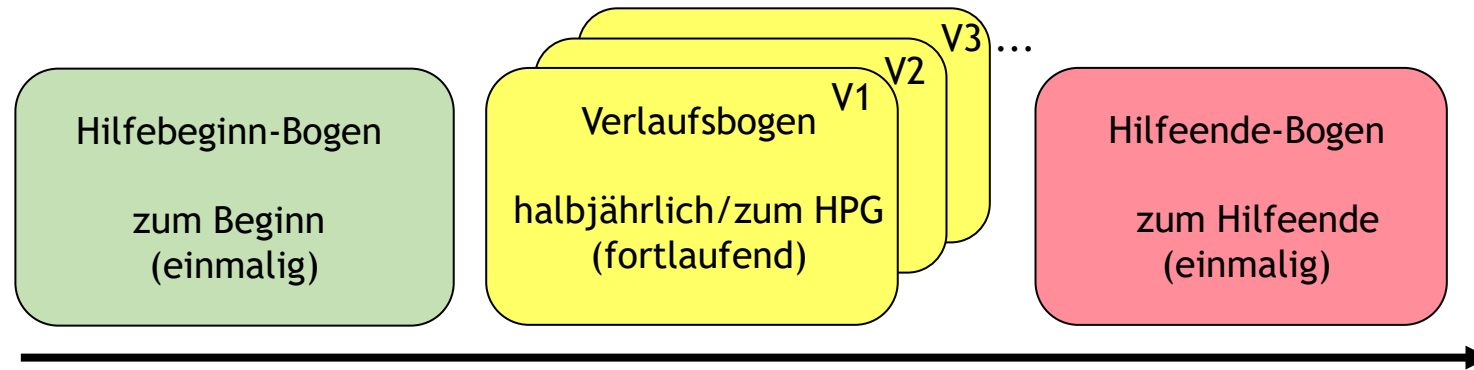 Hilfebeginn-Bogen
zum Beginn
(einmalig)
V1
V2
V3 ...
Verlaufsbogen
halbjährlich/zum HPG
(fortlaufend)
Hilfeende-Bogen
zum Hilfeende
(einmalig)